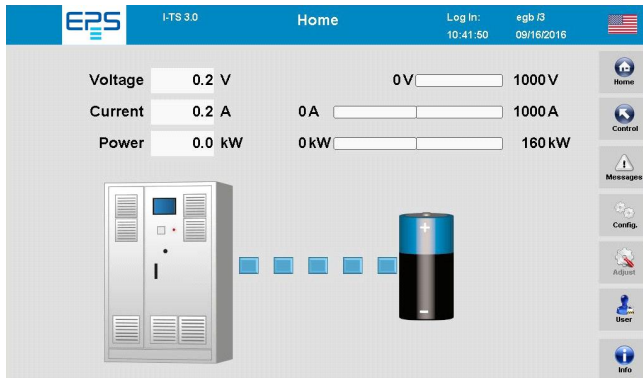 EPS
I-TS 3.0
Home
Log In: egb /3
10:41:50 09/16/2016
Voltage 0.2 V 0 V 1000 V
Current 0.2 A 0 A 1000 A
Power 0.0 kW 0 kW 160 kW
Home
Control
Messages
Config.
Adjust
User
Info